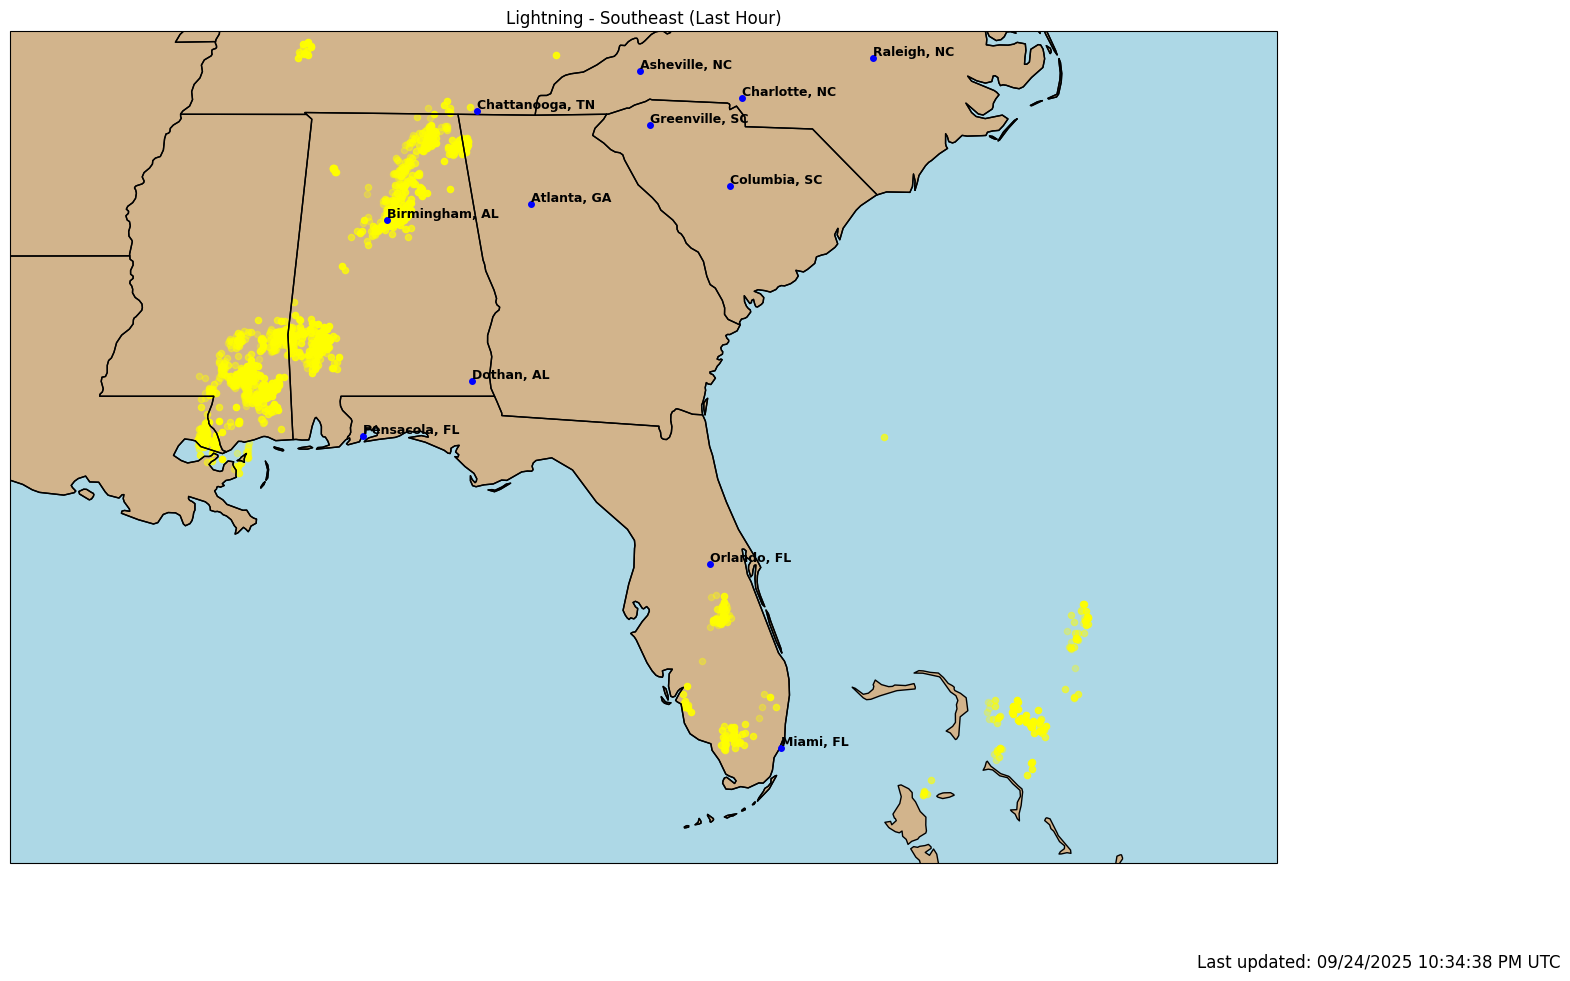 Lightning - Southeast (Last Hour)
Raleigh, NC
Asheville, NC
Charlotte, NC
Chattanooga, TN
Greenville, SC
Columbia, SC
Atlanta, GA
Birmingham, AL
Dothan, AL
Pensacola, FL
Orlando, FL
Miami, FL
Last updated: 09/24/2025 10:34:38 PM UTC